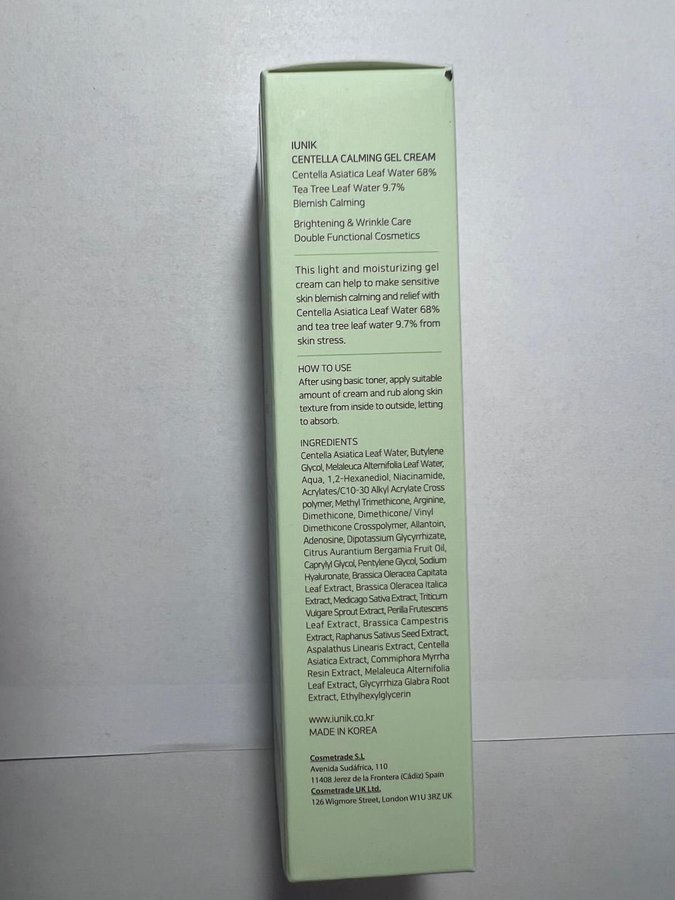 IUNIK
CENTELLA CALMING GEL CREAM
Centella Asiatica Leaf Water 68%
Tea Tree Leaf Water 9.7%
Blemish Calming
Brightening & Wrinkle Care
Double Functional Cosmetics
This light and moisturizing gel
cream can help to make sensitive
skin blemish calming and relief with
Centella Asiatica Leaf Water 68%
and tea tree leaf water 9.7% from
skin stress.
HOW TO USE
After using basic toner, apply suitable
amount of cream and rub along skin
texture from inside to outside, letting
to absorb.
INGREDIENTS
Centella Asiatica Leaf Water, Butylene
Glycol, Melaleuca Alternifolia Leaf Water,
Aqua, 1,2-Hexanediol, Niacinamide,
Acrylates/C10-30 Alkyl Acrylate Cross
polymer, Methyl Trimethicone, Arginine,
Dimethicone, Dimethicone/ Vinyl
Dimethicone Crosspolymer, Allantoin,
Adenosine, Dipotassium Glycyrrhizate,
Citrus Aurantium Bergamia Fruit Oil,
Caprylyl Glycol, Pentylene Glycol, Sodium
Hyaluronate, Brassica Oleracea Capitata
Leaf Extract, Brassica Oleracea Italica
Extract, Medicago Sativa Extract, Triticum
Vulgare Sprout Extract, Perilla Frutescens
Leaf Extract, Brassica Campestris
Extract, Raphanus Sativus Seed Extract,
Aspalathus Linearis Extract, Centella
Asiatica Extract, Commiphora Myrrha
Resin Extract, Melaleuca Alternifolia
Leaf Extract, Glycyrrhiza Glabra Root
Extract, Ethylhexylglycerin
www.iunik.co.kr
MADE IN KOREA
Cosmetrade S.L
Avenida Sudáfrica, 110
11408 Jerez de la Frontera (Cádiz) Spain
Cosmetrade UK Ltd.
126 Wigmore Street, London W1U 3RZ UK